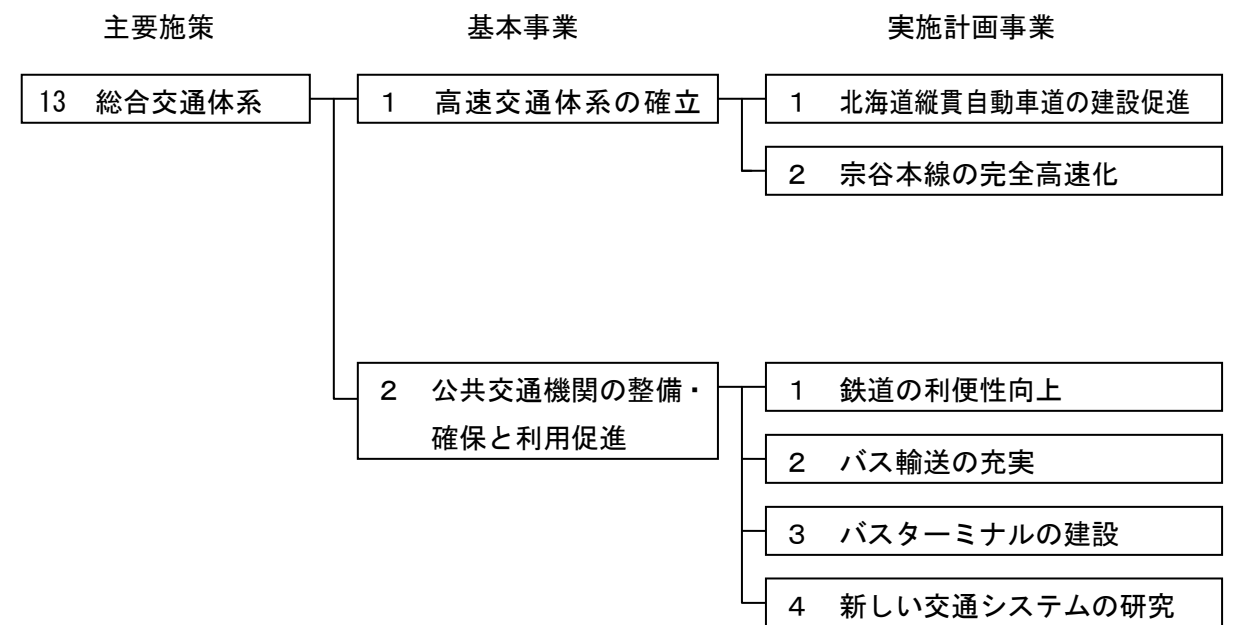 主要施策 基本事業 実施計画事業
13 総合交通体系 1 高速交通体系の確立 1 北海道縦貫自動車道の建設促進
2 宗谷本線の完全高速化
2 公共交通機関の整備・ 1 鉄道の利便性向上
確保と利用促進
2 バス輸送の充実
3 バスターミナルの建設
4 新しい交通システムの研究